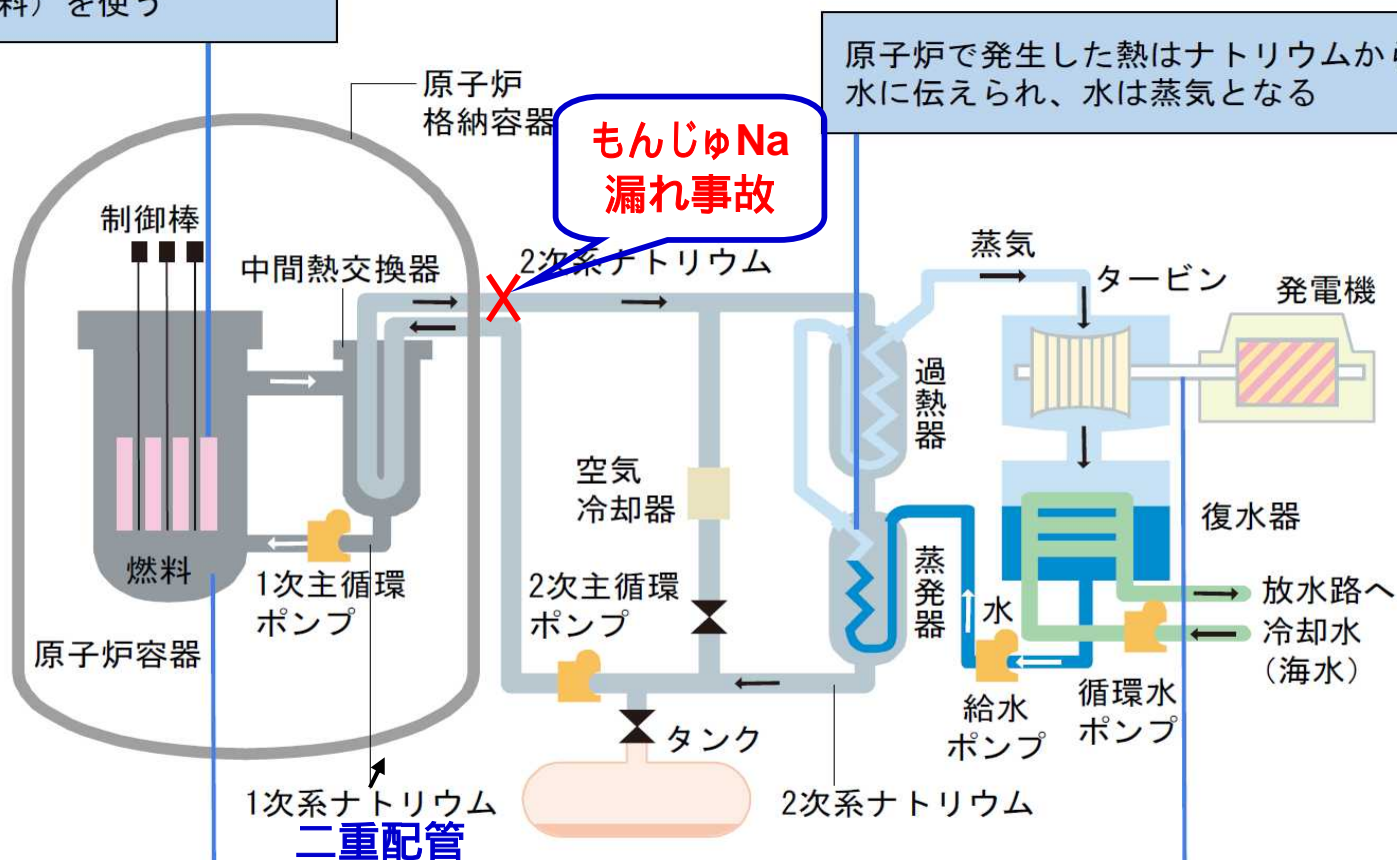 料）を使う
原子炉で発生した熱はナトリウムから
水に伝えられ、水は蒸気となる
原子炉
格納容器
もんじゅNa
漏れ事故
制御棒
中間熱交換器
2次系ナトリウム
蒸気
タービン
発電機
過熱器
空気
冷却器
復水器
燃料
1次主循環
ポンプ
2次主循環
ポンプ
蒸発器
水
放水路へ
冷却水
（海水）
原子炉容器
給水
ポンプ
循環水
ポンプ
タンク
1次系ナトリウム
二重配管
2次系ナトリウム